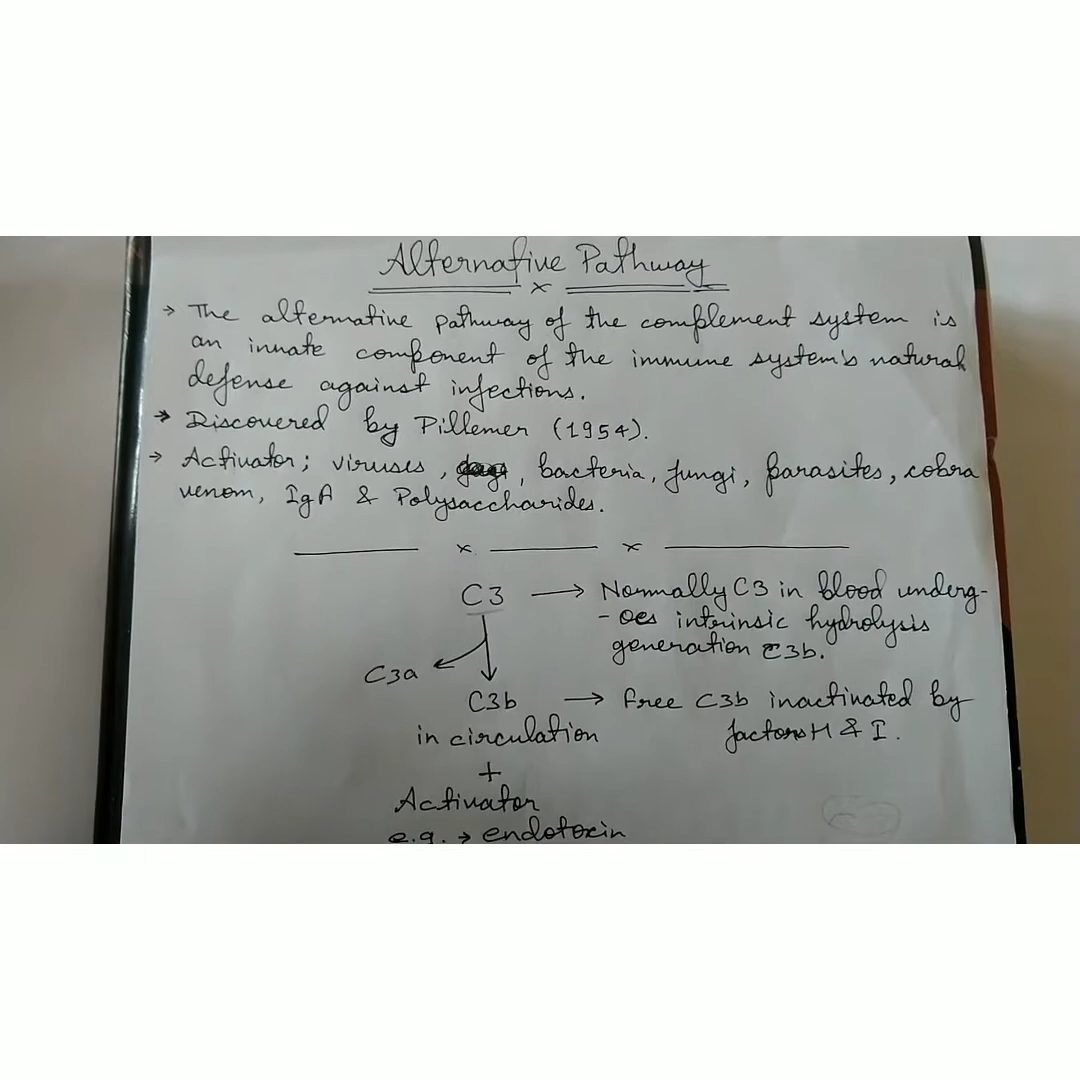 Alternative Pathway
x
→ The alternative pathway of the complement system is
an innate component of the immune system's natural
defense against infections.
→ Discovered by Pillemer (1954).
→ Activator; viruses, , bacteria, fungi, parasites, cobra
venom, IgA & Polysaccharides.
x x
C3 → Normally C3 in blood underg-
- oes intrinsic hydrolysis
generation C3b.
C3a
C3b → free C3b inactivated by
in circulation factors H & I.
+
Activator
e.g. → endotoxin